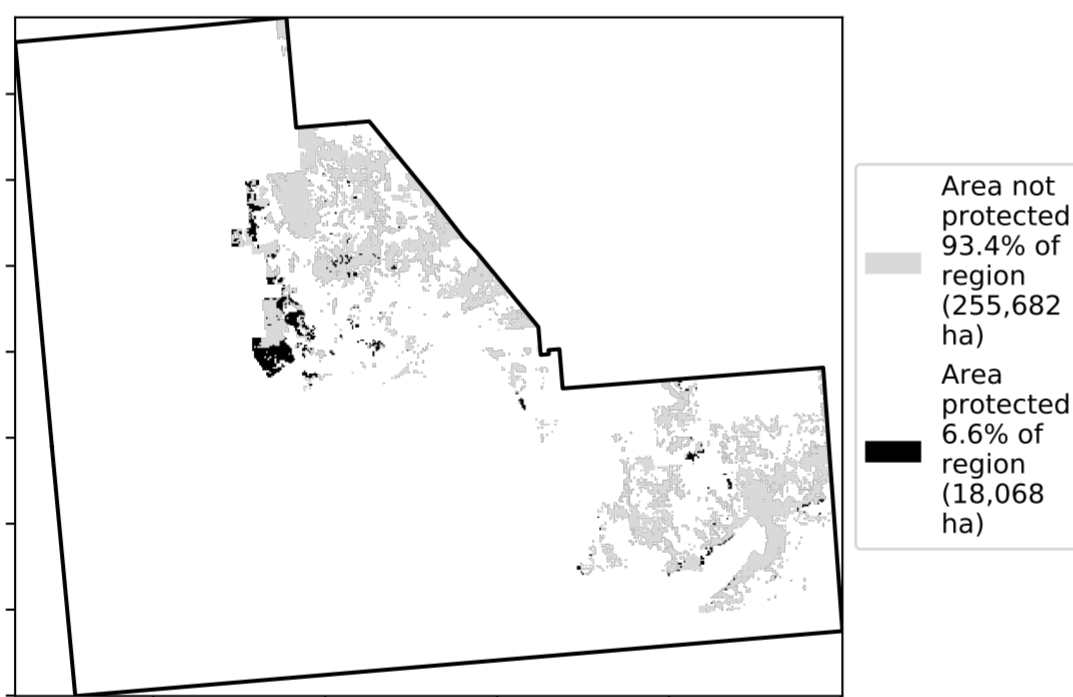 Area not
protected
93.4% of
region
(255,682
ha)
Area
protected
6.6% of
region
(18,068
ha)